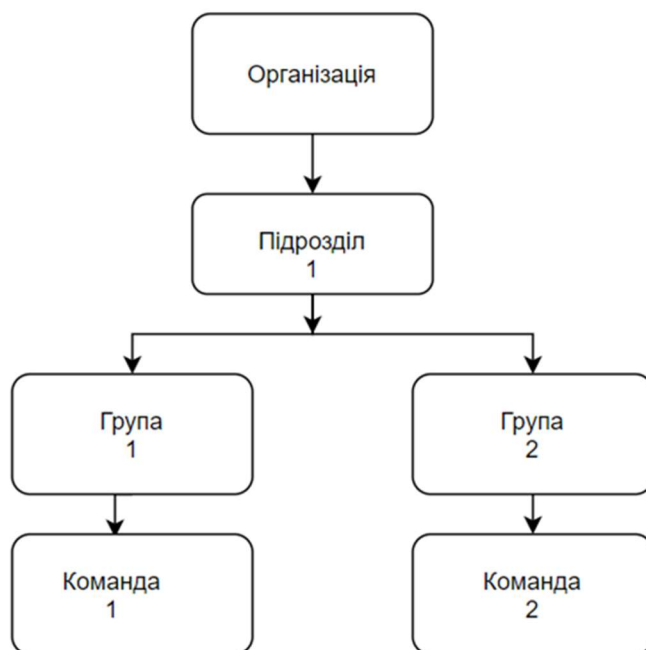 Організація
Підрозділ
1
Група
1
Група
2
Команда
1
Команда
2